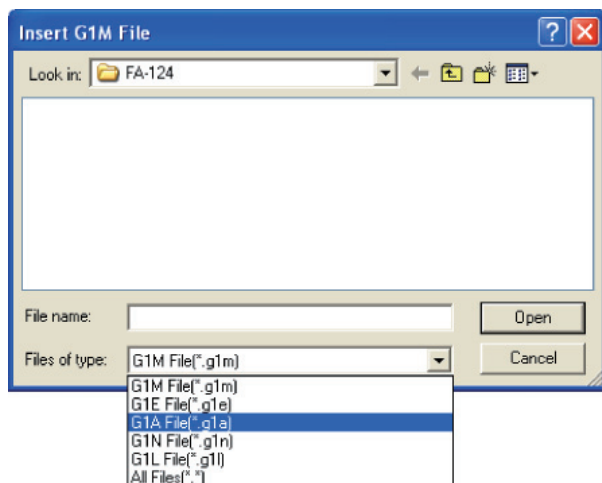 Insert G1M File
Look in: FA-124
File name:
Open
Files of type: G1M File(*.g1m)
Cancel
G1M File(*.g1m)
G1E File(*.g1e)
G1A File(*.g1a)
G1N File(*.g1n)
G1L File(*.g1l)
All Files(*.*)